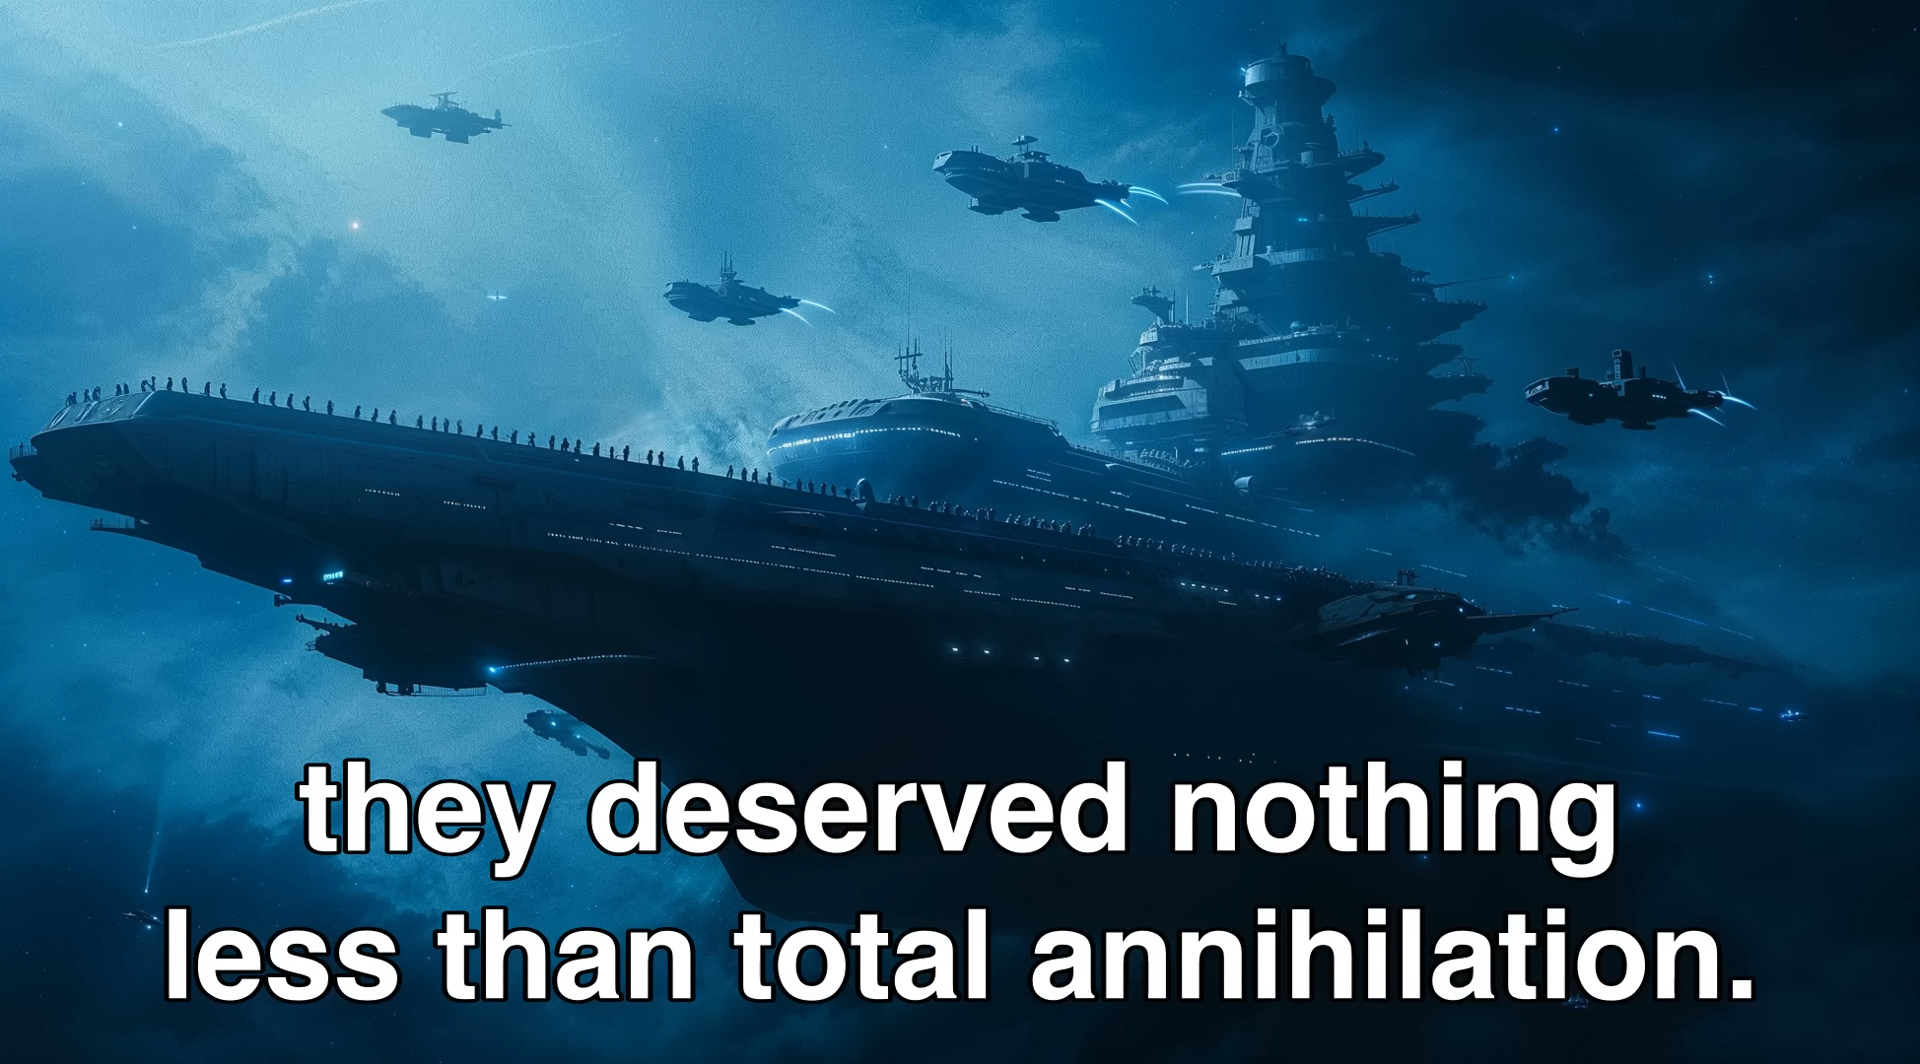 they deserved nothing
less than total annihilation.